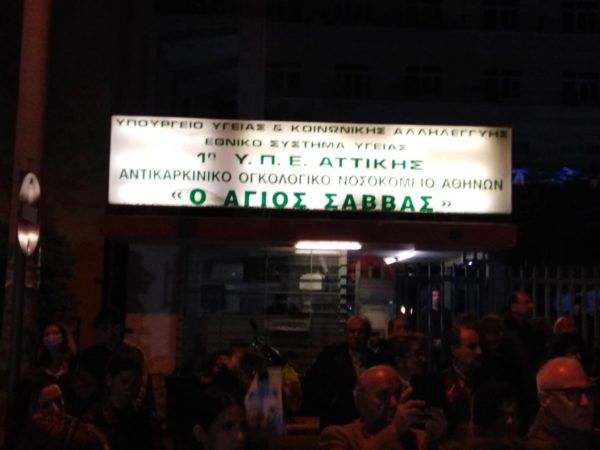 ΥΠΟΥΡΓΕΙΟ ΥΓΕΙΑΣ & ΚΟΙΝΩΝΙΚΗΣ ΑΛΛΗΛΕΓΓΥΗΣ
ΕΘΝΙΚΟ ΣΥΣΤΗΜΑ ΥΓΕΙΑΣ
1η Υ.Π.Ε. ΑΤΤΙΚΗΣ
ΑΝΤΙΚΑΡΚΙΝΙΚΟ ΟΓΚΟΛΟΓΙΚΟ ΝΟΣΟΚΟΜΕΙΟ ΑΘΗΝΩΝ
«Ο ΑΓΙΟΣ ΣΑΒΒΑΣ»